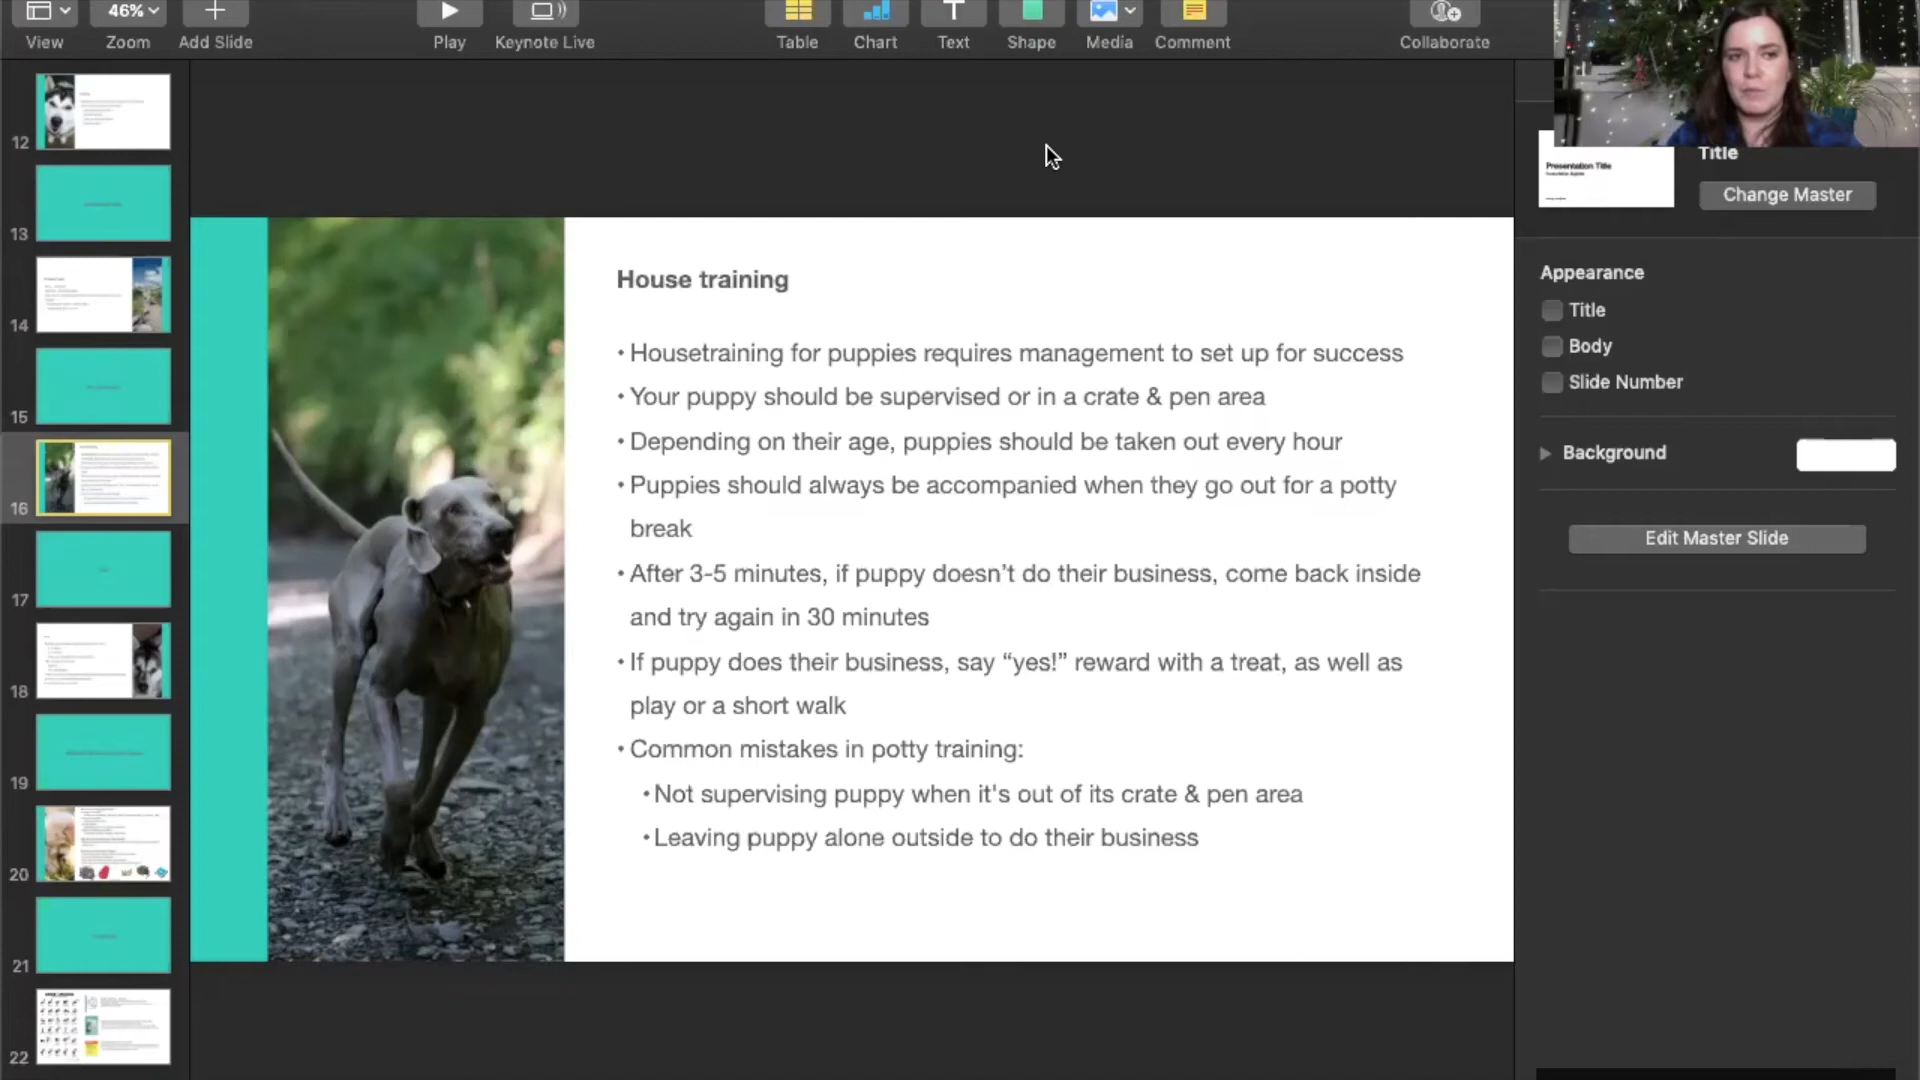 46%
View
Zoom
Add Slide
Play
Keynote Live
Table
Chart
Text
Shape
Media
Comment
Collaborate
12
13
14
15
16
17
18
19
20
21
22
House training
• Housetraining for puppies requires management to set up for success
• Your puppy should be supervised or in a crate & pen area
• Depending on their age, puppies should be taken out every hour
• Puppies should always be accompanied when they go out for a potty
break
• After 3-5 minutes, if puppy doesn’t do their business, come back inside
and try again in 30 minutes
• If puppy does their business, say “yes!” reward with a treat, as well as
play or a short walk
• Common mistakes in potty training:
• Not supervising puppy when it's out of its crate & pen area
• Leaving puppy alone outside to do their business
Presentation Title
Title
Change Master
Appearance
Title
Body
Slide Number
Background
Edit Master Slide